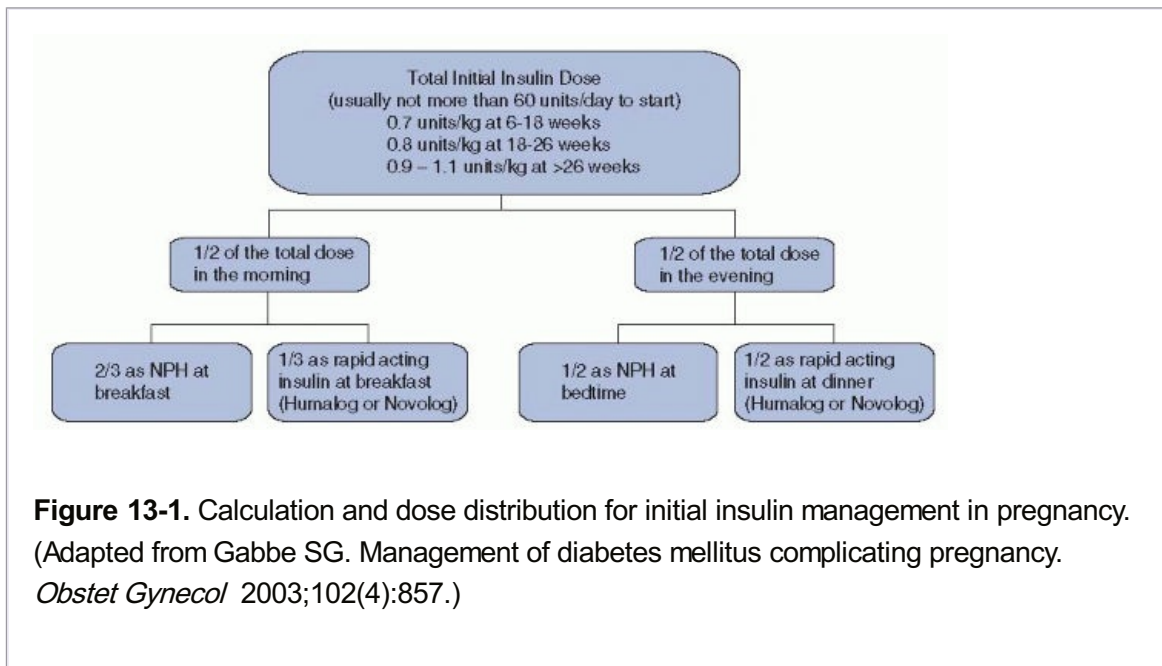 Total Initial Insulin Dose
(usually not more than 60 units/day to start)
0.7 units/kg at 6-18 weeks
0.8 units/kg at 18-26 weeks
0.9 – 1.1 units/kg at >26 weeks
1/2 of the total dose
in the morning
1/2 of the total dose
in the evening
2/3 as NPH at
breakfast
1/3 as rapid acting
insulin at breakfast
(Humalog or Novolog)
1/2 as NPH at
bedtime
1/2 as rapid acting
insulin at dinner
(Humalog or Novolog)
Figure 13-1. Calculation and dose distribution for initial insulin management in pregnancy.
(Adapted from Gabbe SG. Management of diabetes mellitus complicating pregnancy.
Obstet Gynecol 2003;102(4):857.)